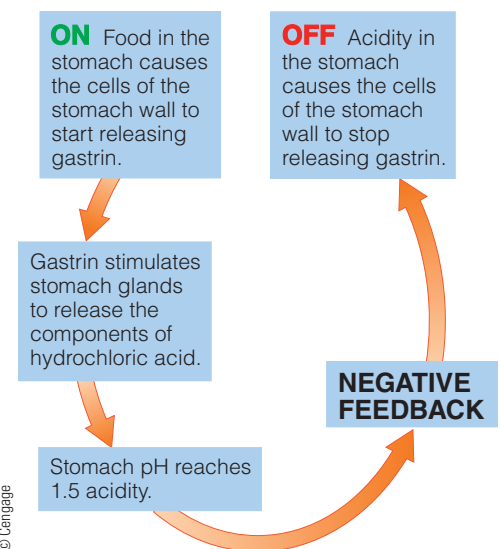 ON Food in the
stomach causes
the cells of the
stomach wall to
start releasing
gastrin.
OFF Acidity in
the stomach
causes the cells
of the stomach
wall to stop
releasing gastrin.
Gastrin stimulates
stomach glands
to release the
components of
hydrochloric acid.
NEGATIVE
FEEDBACK
Stomach pH reaches
1.5 acidity.
© Cengage